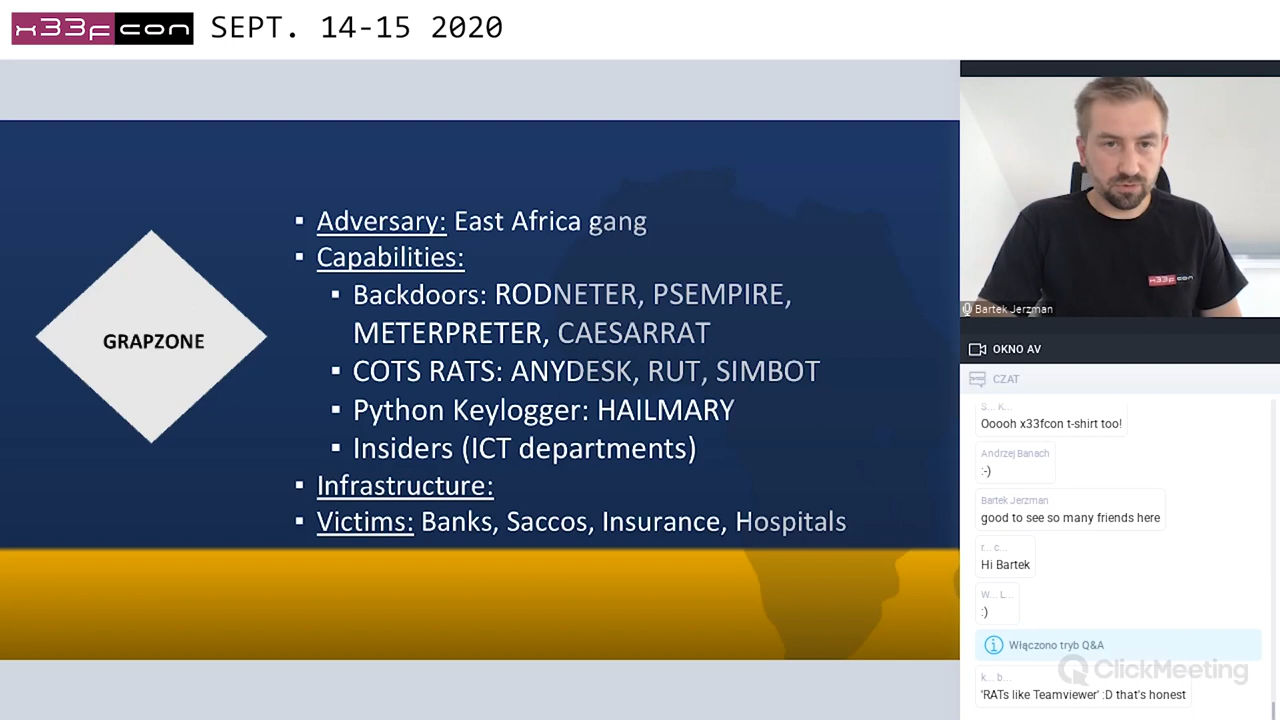 x33fcon SEPT. 14-15 2020
GRAPZONE
▪ Adversary: East Africa gang
▪ Capabilities:
▪ Backdoors: RODNETER, PSEMPIRE,
METERPRETER, CAESARRAT
▪ COTS RATS: ANYDESK, RUT, SIMBOT
▪ Python Keylogger: HAILMARY
▪ Insiders (ICT departments)
▪ Infrastructure:
▪ Victims: Banks, Saccos, Insurance, Hospitals
x33fcon
Bartek Jerzman
OKNO AV
CZAT
S... K...
Ooooh x33fcon t-shirt too!
Andrzej Banach
:-)
Bartek Jerzman
good to see so many friends here
r... c...
Hi Bartek
W... L...
:)
Włączono tryb Q&A
ClickMeeting
k... b...
'RATs like Teamviewer' :D that's honest